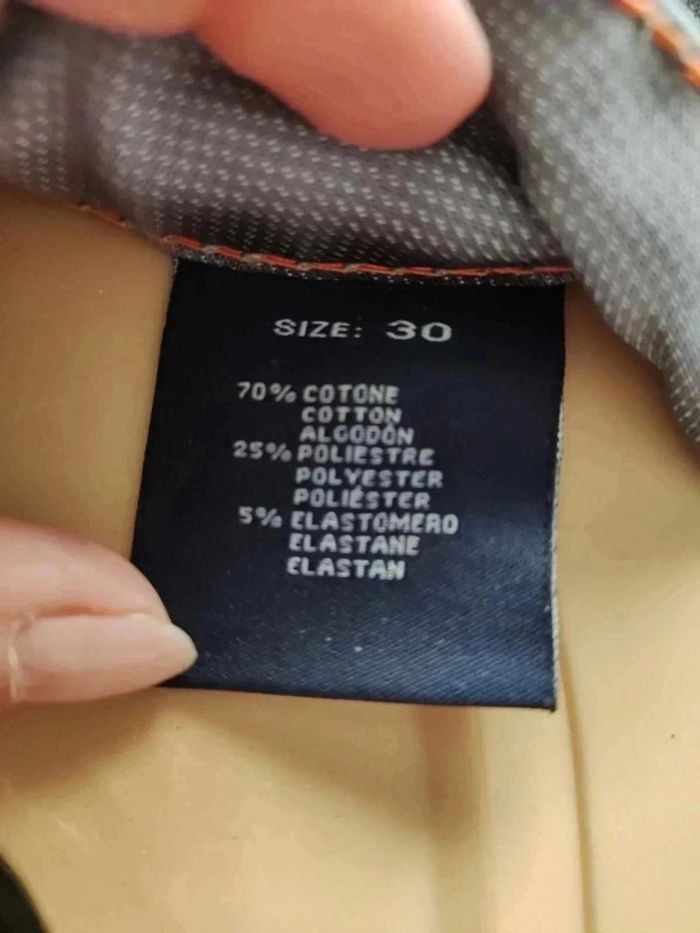 SIZE: 30
70% COTONE
COTTON
ALGODÓN
25% POLIESTRE
POLYESTER
POLIÉSTER
5% ELASTOMERO
ELASTANE
ELASTAN